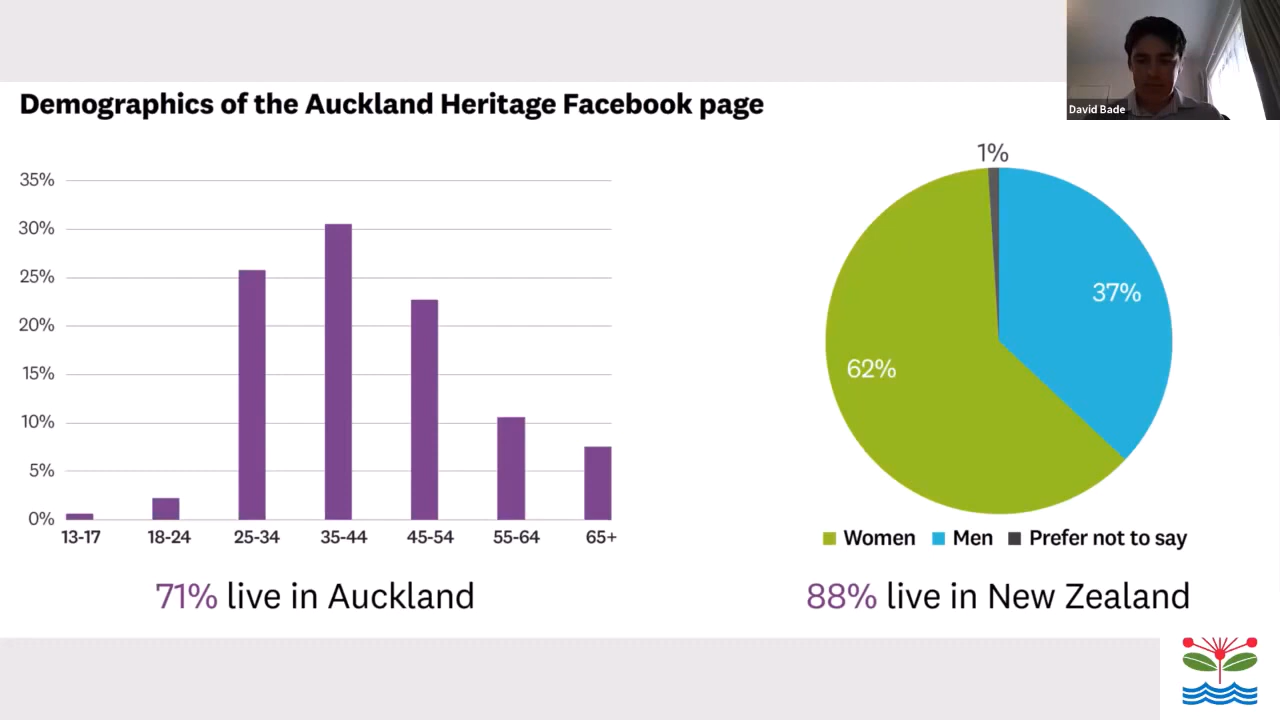 David Bade
Demographics of the Auckland Heritage Facebook page
35%
30%
25%
20%
15%
10%
5%
0%
13-17 18-24 25-34 35-44 45-54 55-64 65+
71% live in Auckland
1%
37%
62%
Women Men Prefer not to say
88% live in New Zealand